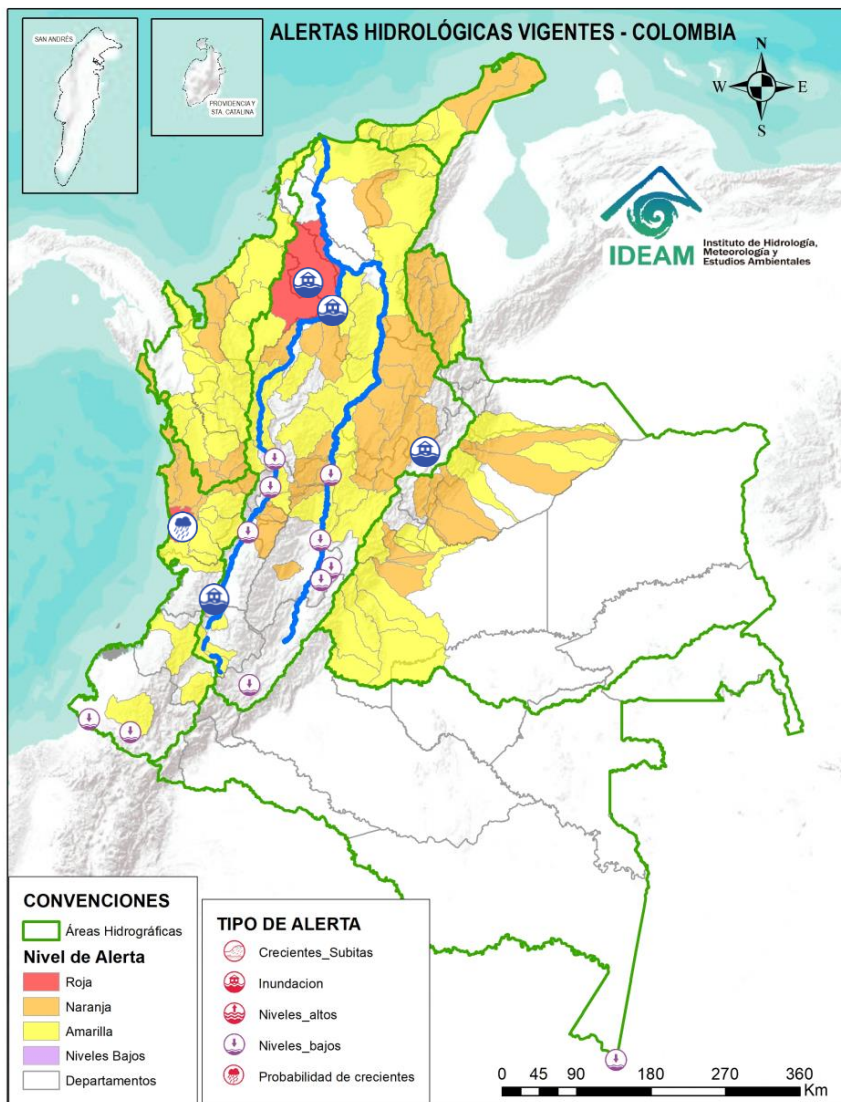 ALERTAS HIDROLÓGICAS VIGENTES - COLOMBIA
SAN ANDRÉS
PROVIDENCIA Y
STA. CATALINA
N
W
E
S
IDEAM
Instituto de Hidrología,
Meteorología y
Estudios Ambientales
CONVENCIONES
Áreas Hidrográficas
Nivel de Alerta
Roja
Naranja
Amarilla
Niveles Bajos
Departamentos
TIPO DE ALERTA
Crecientes_Subitas
Inundacion
Niveles_altos
Niveles_bajos
Probabilidad de crecientes
0 45 90 180 270 360
Km